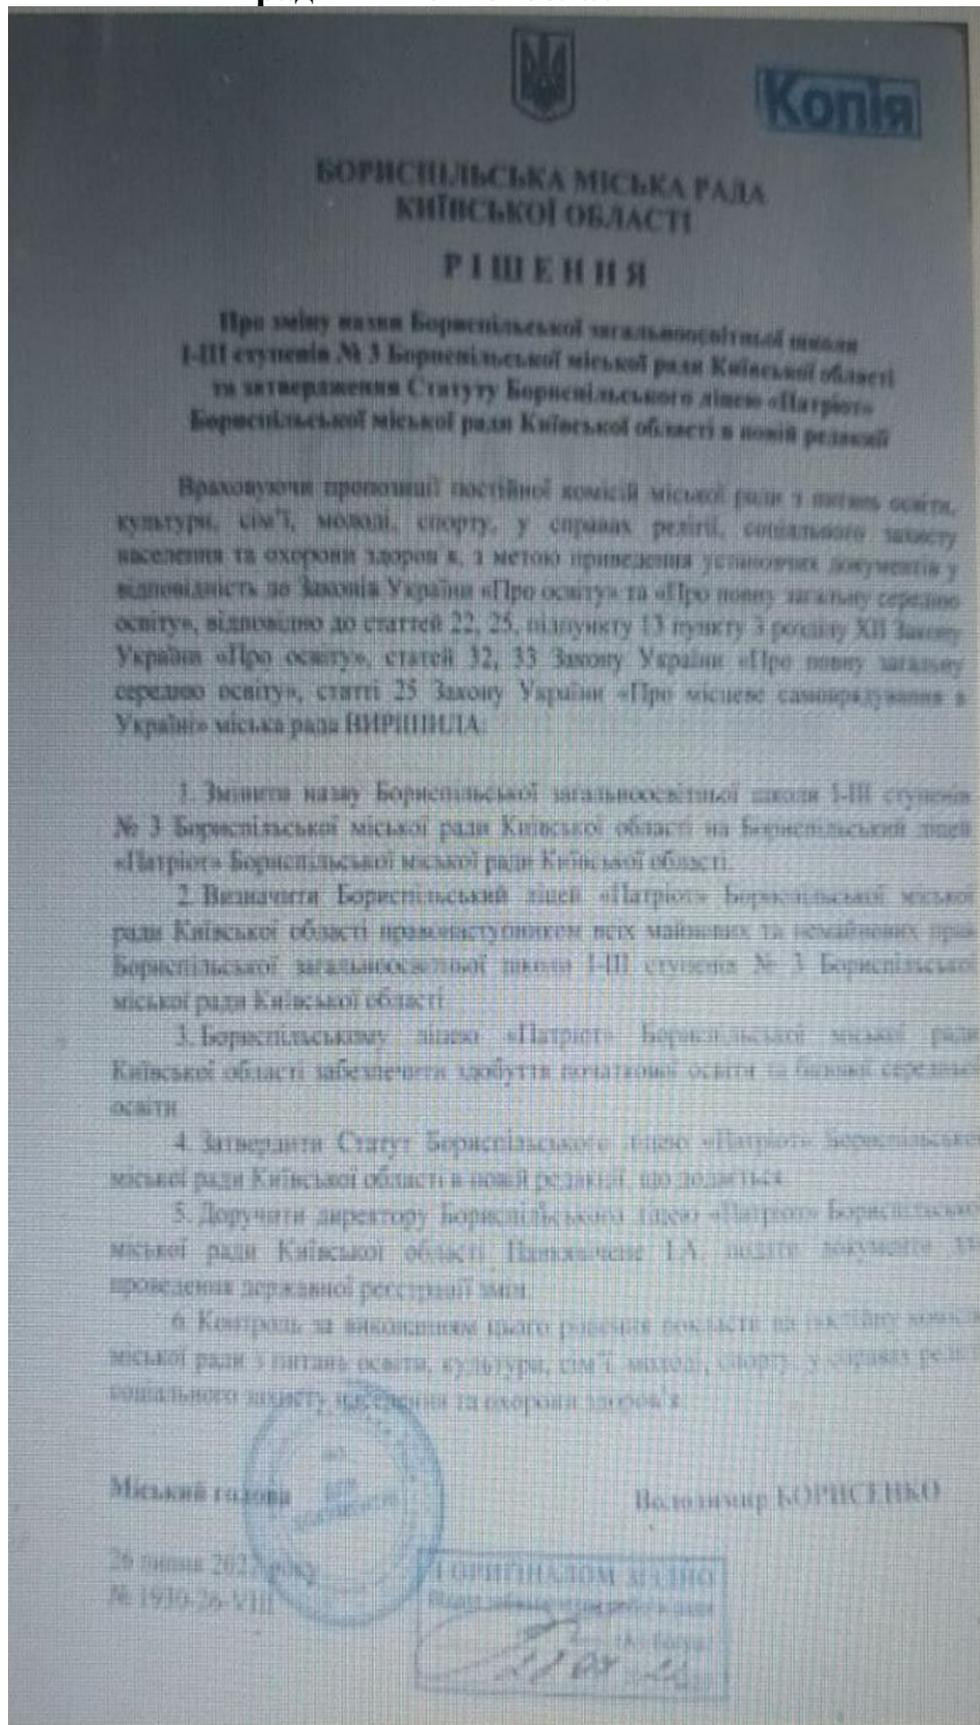 Копія
БОРИСПІЛЬСЬКА МІСЬКА РАДА
КИЇВСЬКОЇ ОБЛАСТІ
РІШЕННЯ
Про зміну назви Бориспільської загальноосвітньої школи
І-ІІІ ступенів № 3 Бориспільської міської ради Київської області
та затвердження Статуту Бориспільського ліцею «Патріот»
Бориспільської міської ради Київської області в новій редакції
Враховуючи пропозиції постійної комісій міської ради з питань освіти,
культури, сім'ї, молоді, спорту, у справах релігії, соціального захисту
населення та охорони здоров'я, з метою приведення установчих документів у
відповідність до Законів України «Про освіту» та «Про повну загальну середню
освіту», відповідно до статтей 22, 25, підпункту 13 пункту 3 розділу XII Закону
України «Про освіту», статей 32, 33 Закону України «Про повну загальну
середню освіту», статті 25 Закону України «Про місцеве самоврядування в
Україні» міська рада ВИРІШИЛА:
1. Змінити назву Бориспільської загальноосвітньої школи І-ІІІ ступенів
№ 3 Бориспільської міської ради Київської області на Бориспільський ліцей
«Патріот» Бориспільської міської ради Київської області.
2. Визначити Бориспільський ліцей «Патріот» Бориспільської міської
ради Київської області правонаступником всіх майнових та немайнових прав
Бориспільської загальноосвітньої школи І-ІІІ ступенів № 3 Бориспільської
міської ради Київської області.
3. Бориспільському ліцею «Патріот» Бориспільської міської ради
Київської області забезпечити здобуття початкової освіти та базової середньої
освіти.
4. Затвердити Статут Бориспільського ліцею «Патріот» Бориспільської
міської ради Київської області в новій редакції, що додається.
5. Доручити директору Бориспільського ліцею «Патріот» Бориспільської
міської ради Київської області І.А. подати документи для
проведення державної реєстрації змін.
6. Контроль за виконанням цього рішення покласти на постійну комісію
міської ради з питань освіти, культури, сім'ї, молоді, спорту, у справах релігії,
соціального захисту населення та охорони здоров'я.
Міський голова Володимир БОРИСЕНКО
26 липня року
№ 1930-26-VIII
З ОРИГІНАЛОМ ЗГІДНО